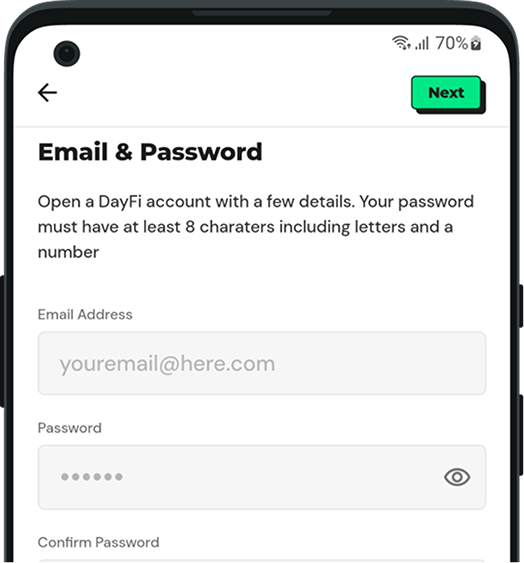 70%
Next
Email & Password
Open a DayFi account with a few details. Your password
must have at least 8 charaters including letters and a
number
Email Address
youremail@here.com
Password
••••••
Confirm Password